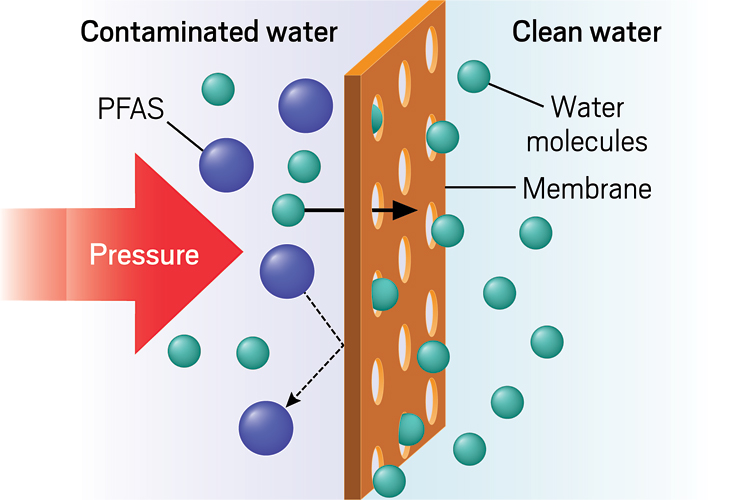 Contaminated water
Clean water
PFAS
Water
molecules
Membrane
Pressure